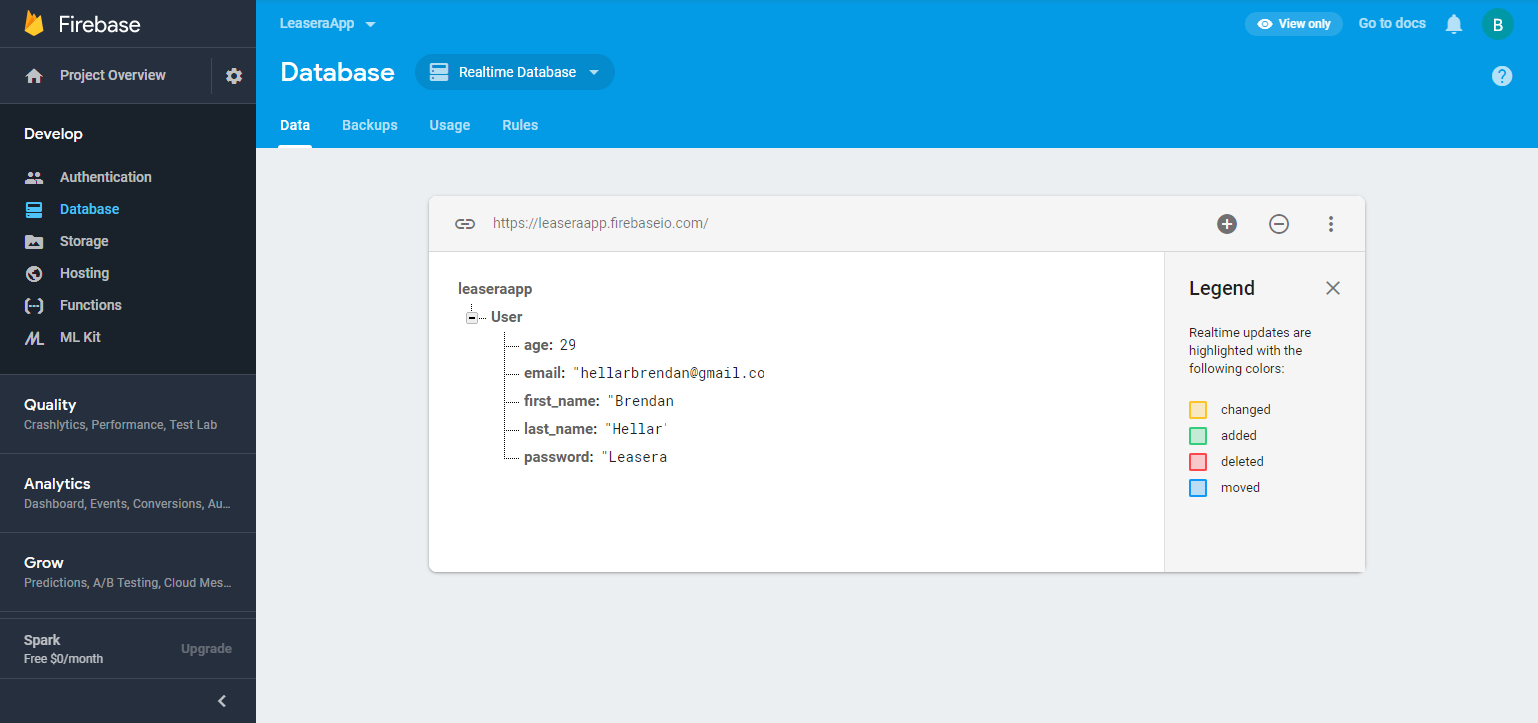 Firebase
Project Overview
Develop
Authentication
Database
Storage
Hosting
Functions
ML Kit
Quality
Crashlytics, Performance, Test Lab
Analytics
Dashboard, Events, Conversions, Au...
Grow
Predictions, A/B Testing, Cloud Mes...
Spark
Free $0/month
Upgrade
LeaseraApp
View only
Go to docs
B
Database
Realtime Database
?
Data Backups Usage Rules
https://leaseraapp.firebaseio.com/
leaseraapp
User
age: 29
email: "hellarbrendan@gmail.co
first_name: "Brendan
last_name: "Hellar'
password: "Leasera
Legend
Realtime updates are
highlighted with the
following colors:
changed
added
deleted
moved